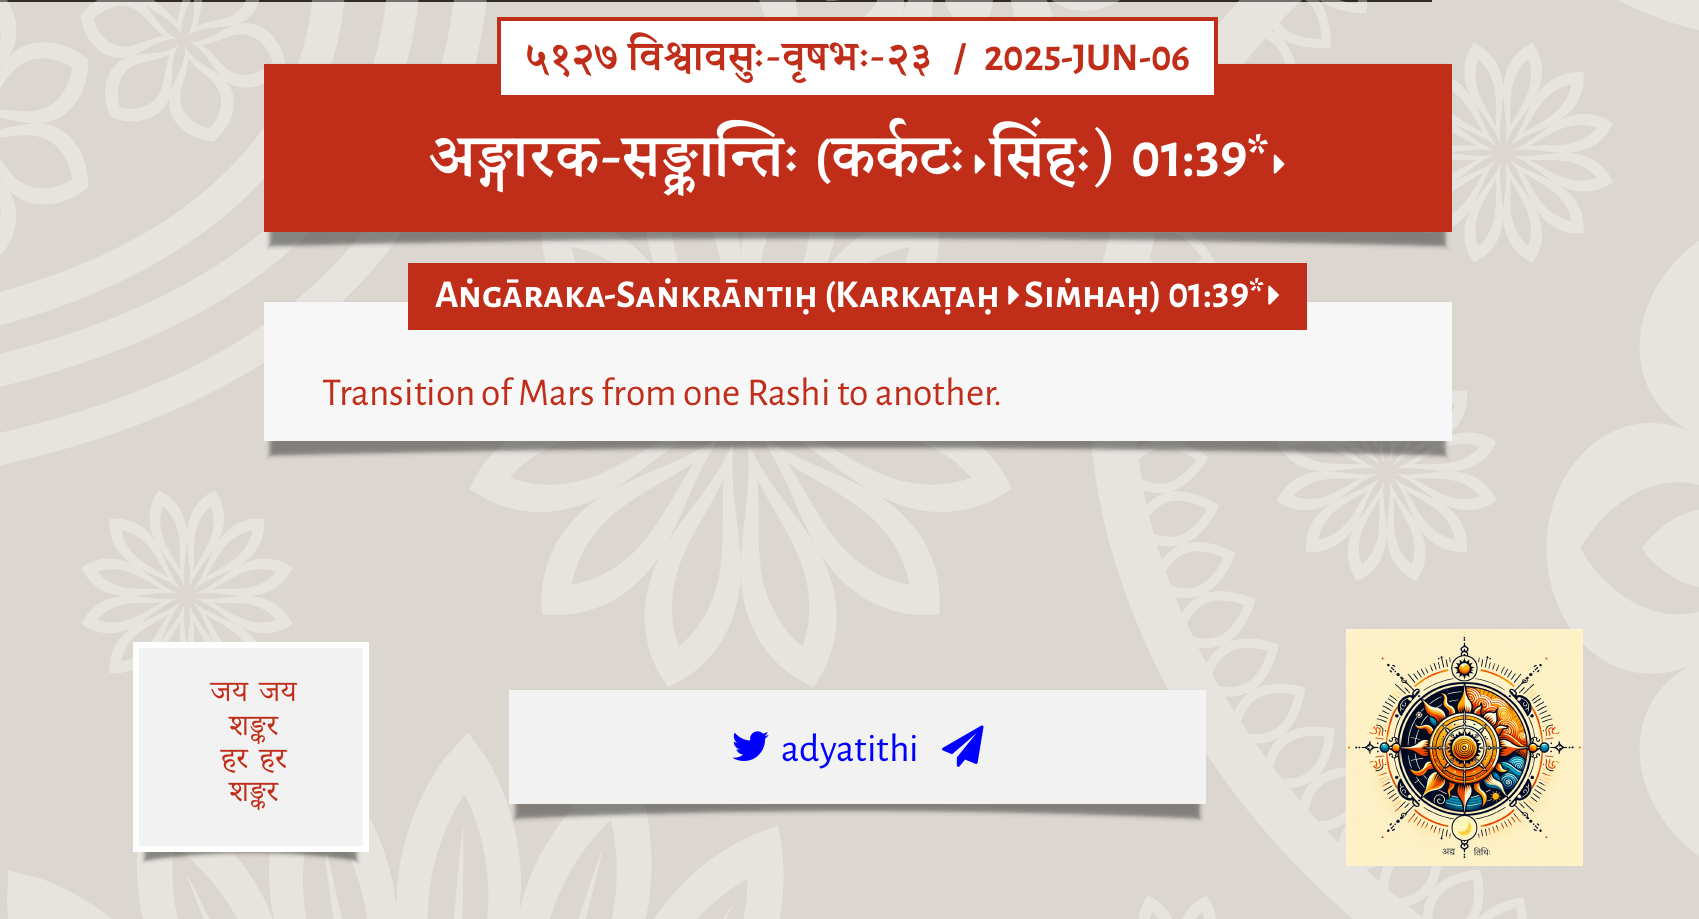 ५१२७ विश्वावसुः-वृषभः-२३ / 2025-JUN-06
अङ्गारक-सङ्क्रान्तिः (कर्कटः⏵सिंहः) 01:39*⏵
Aṅgāraka-Saṅkrāntiḥ (Karkaṭaḥ⏵Siṁhaḥ) 01:39*⏵
Transition of Mars from one Rashi to another.
जय जय
शङ्कर
हर हर
शङ्कर
adyatithi
अद्य तिथिः